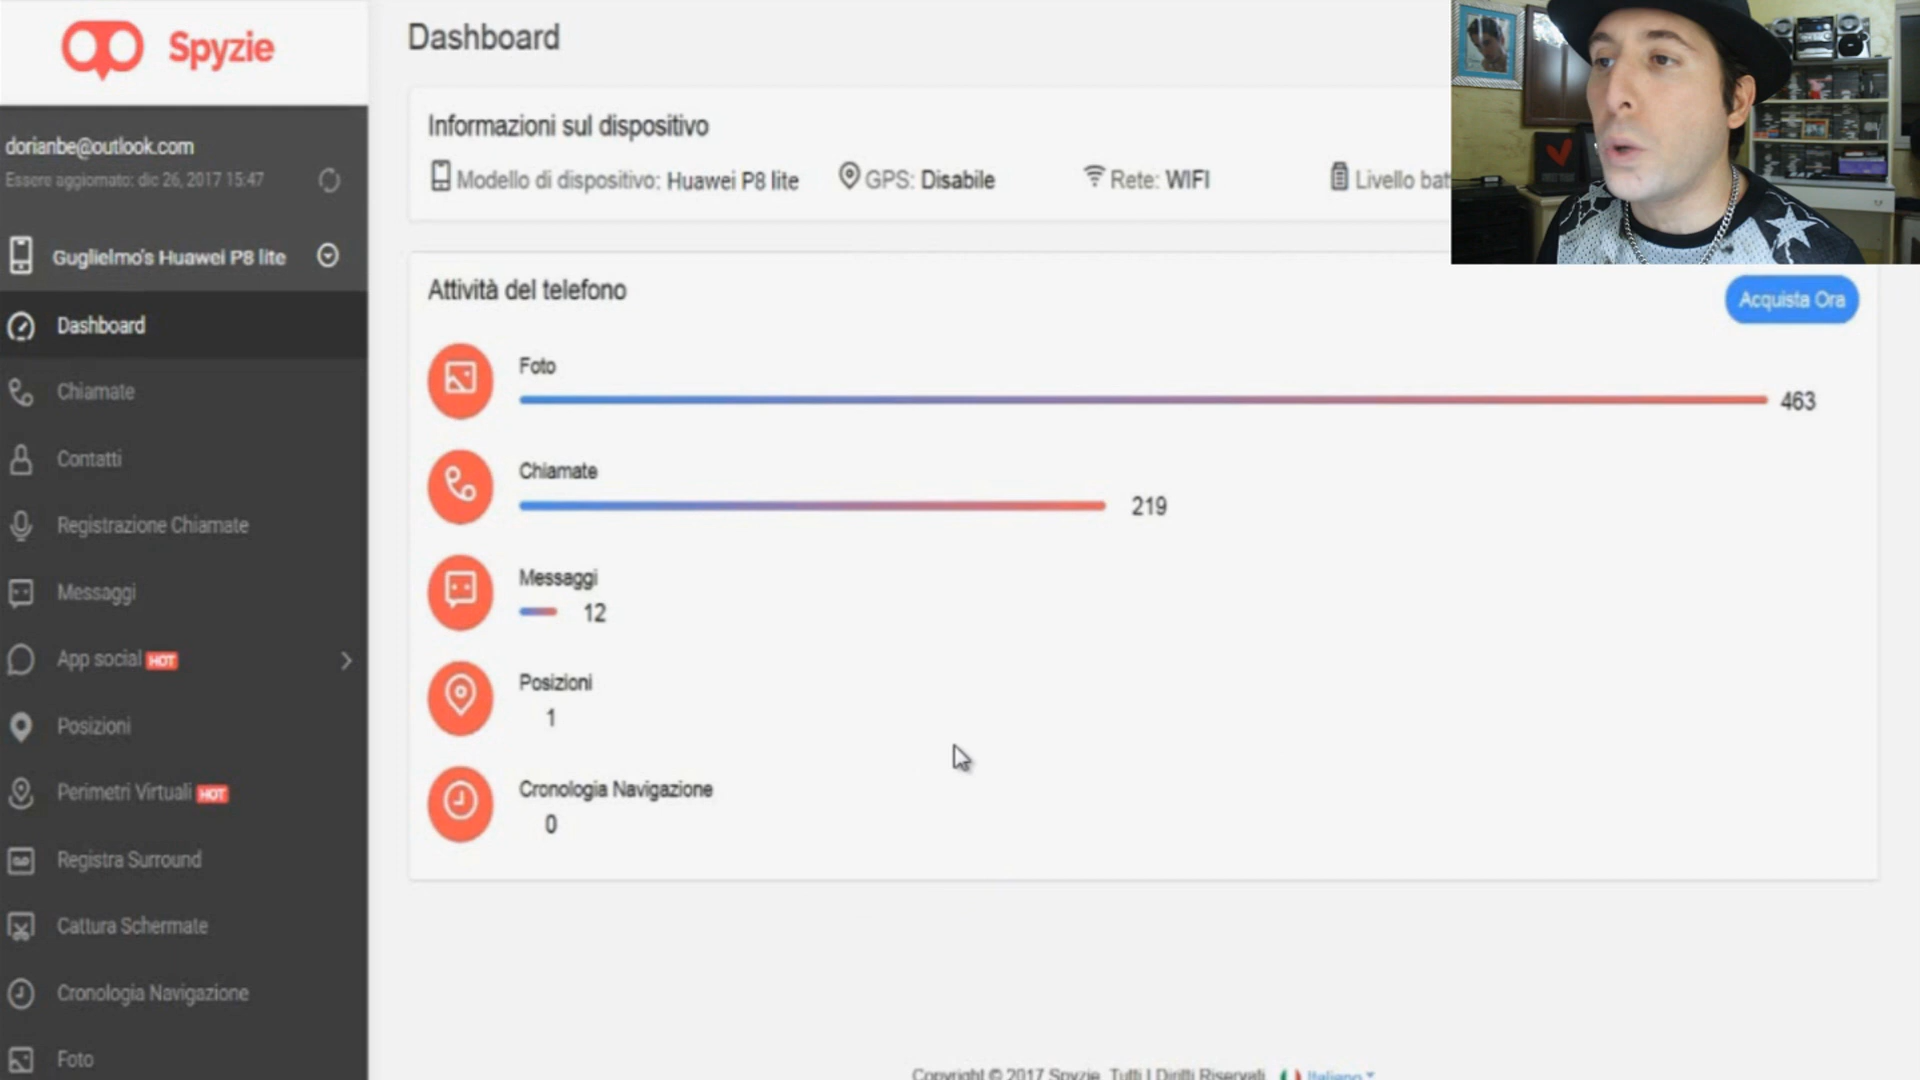 Spyzie
dorianbe@outlook.com
Essere aggiornato: dic 26, 2017 15:47
Guglielmo's Huawei P8 lite
Dashboard
Chiamate
Contatti
Registrazione Chiamate
Messaggi
App social HOT
Posizioni
Perimetri Virtuali HOT
Registra Surround
Cattura Schermate
Cronologia Navigazione
Foto
Dashboard
Informazioni sul dispositivo
Modello di dispositivo: Huawei P8 lite GPS: Disabile Rete: WIFI Livello bat
Attività del telefono
Acquista Ora
Foto
463
Chiamate
219
Messaggi
12
Posizioni
1
Cronologia Navigazione
0
Copyright © 2017 Spyzie. Tutti I Diritti Riservati. Italiano